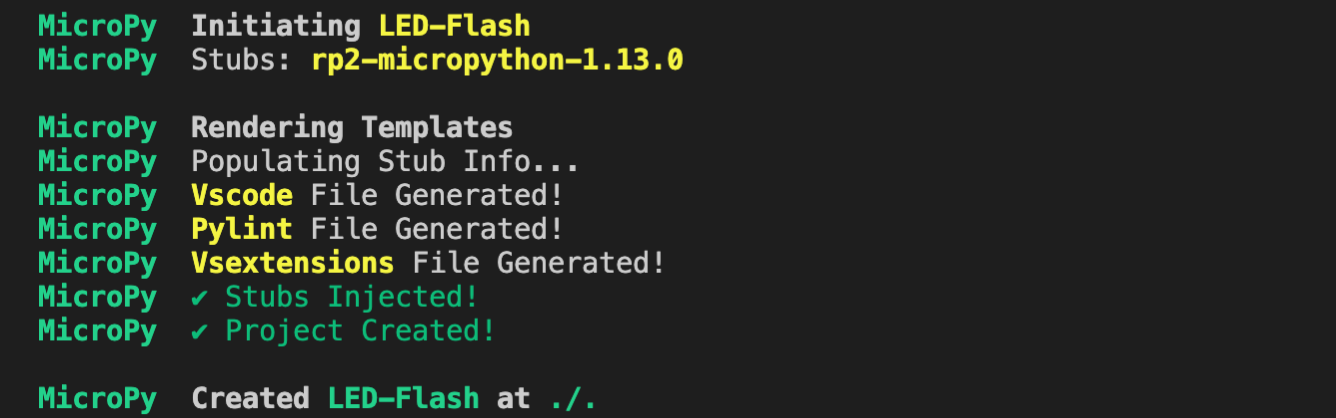 MicroPy Initiating LED-Flash
MicroPy Stubs: rp2-micropython-1.13.0
MicroPy Rendering Templates
MicroPy Populating Stub Info...
MicroPy Vscode File Generated!
MicroPy Pylint File Generated!
MicroPy Vsextensions File Generated!
MicroPy ✔ Stubs Injected!
MicroPy ✔ Project Created!
MicroPy Created LED-Flash at ./.